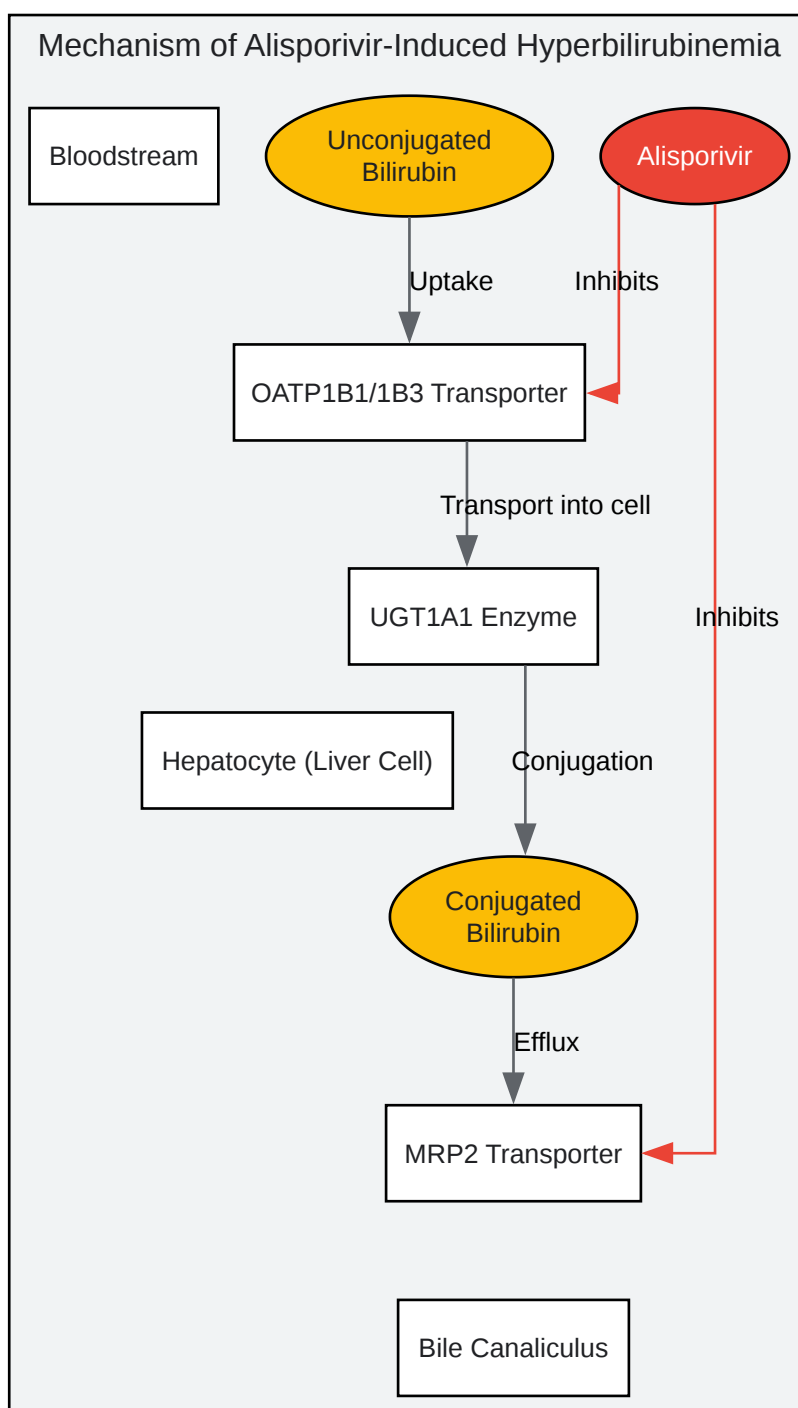 Mechanism of Alisporivir-Induced Hyperbilirubinemia
Bloodstream
Unconjugated
Bilirubin
Alisporivir
Uptake
Inhibits
OATP1B1/1B3 Transporter
Transport into cell
UGT1A1 Enzyme
Inhibits
Hepatocyte (Liver Cell)
Conjugation
Conjugated
Bilirubin
Efflux
MRP2 Transporter
Bile Canaliculus